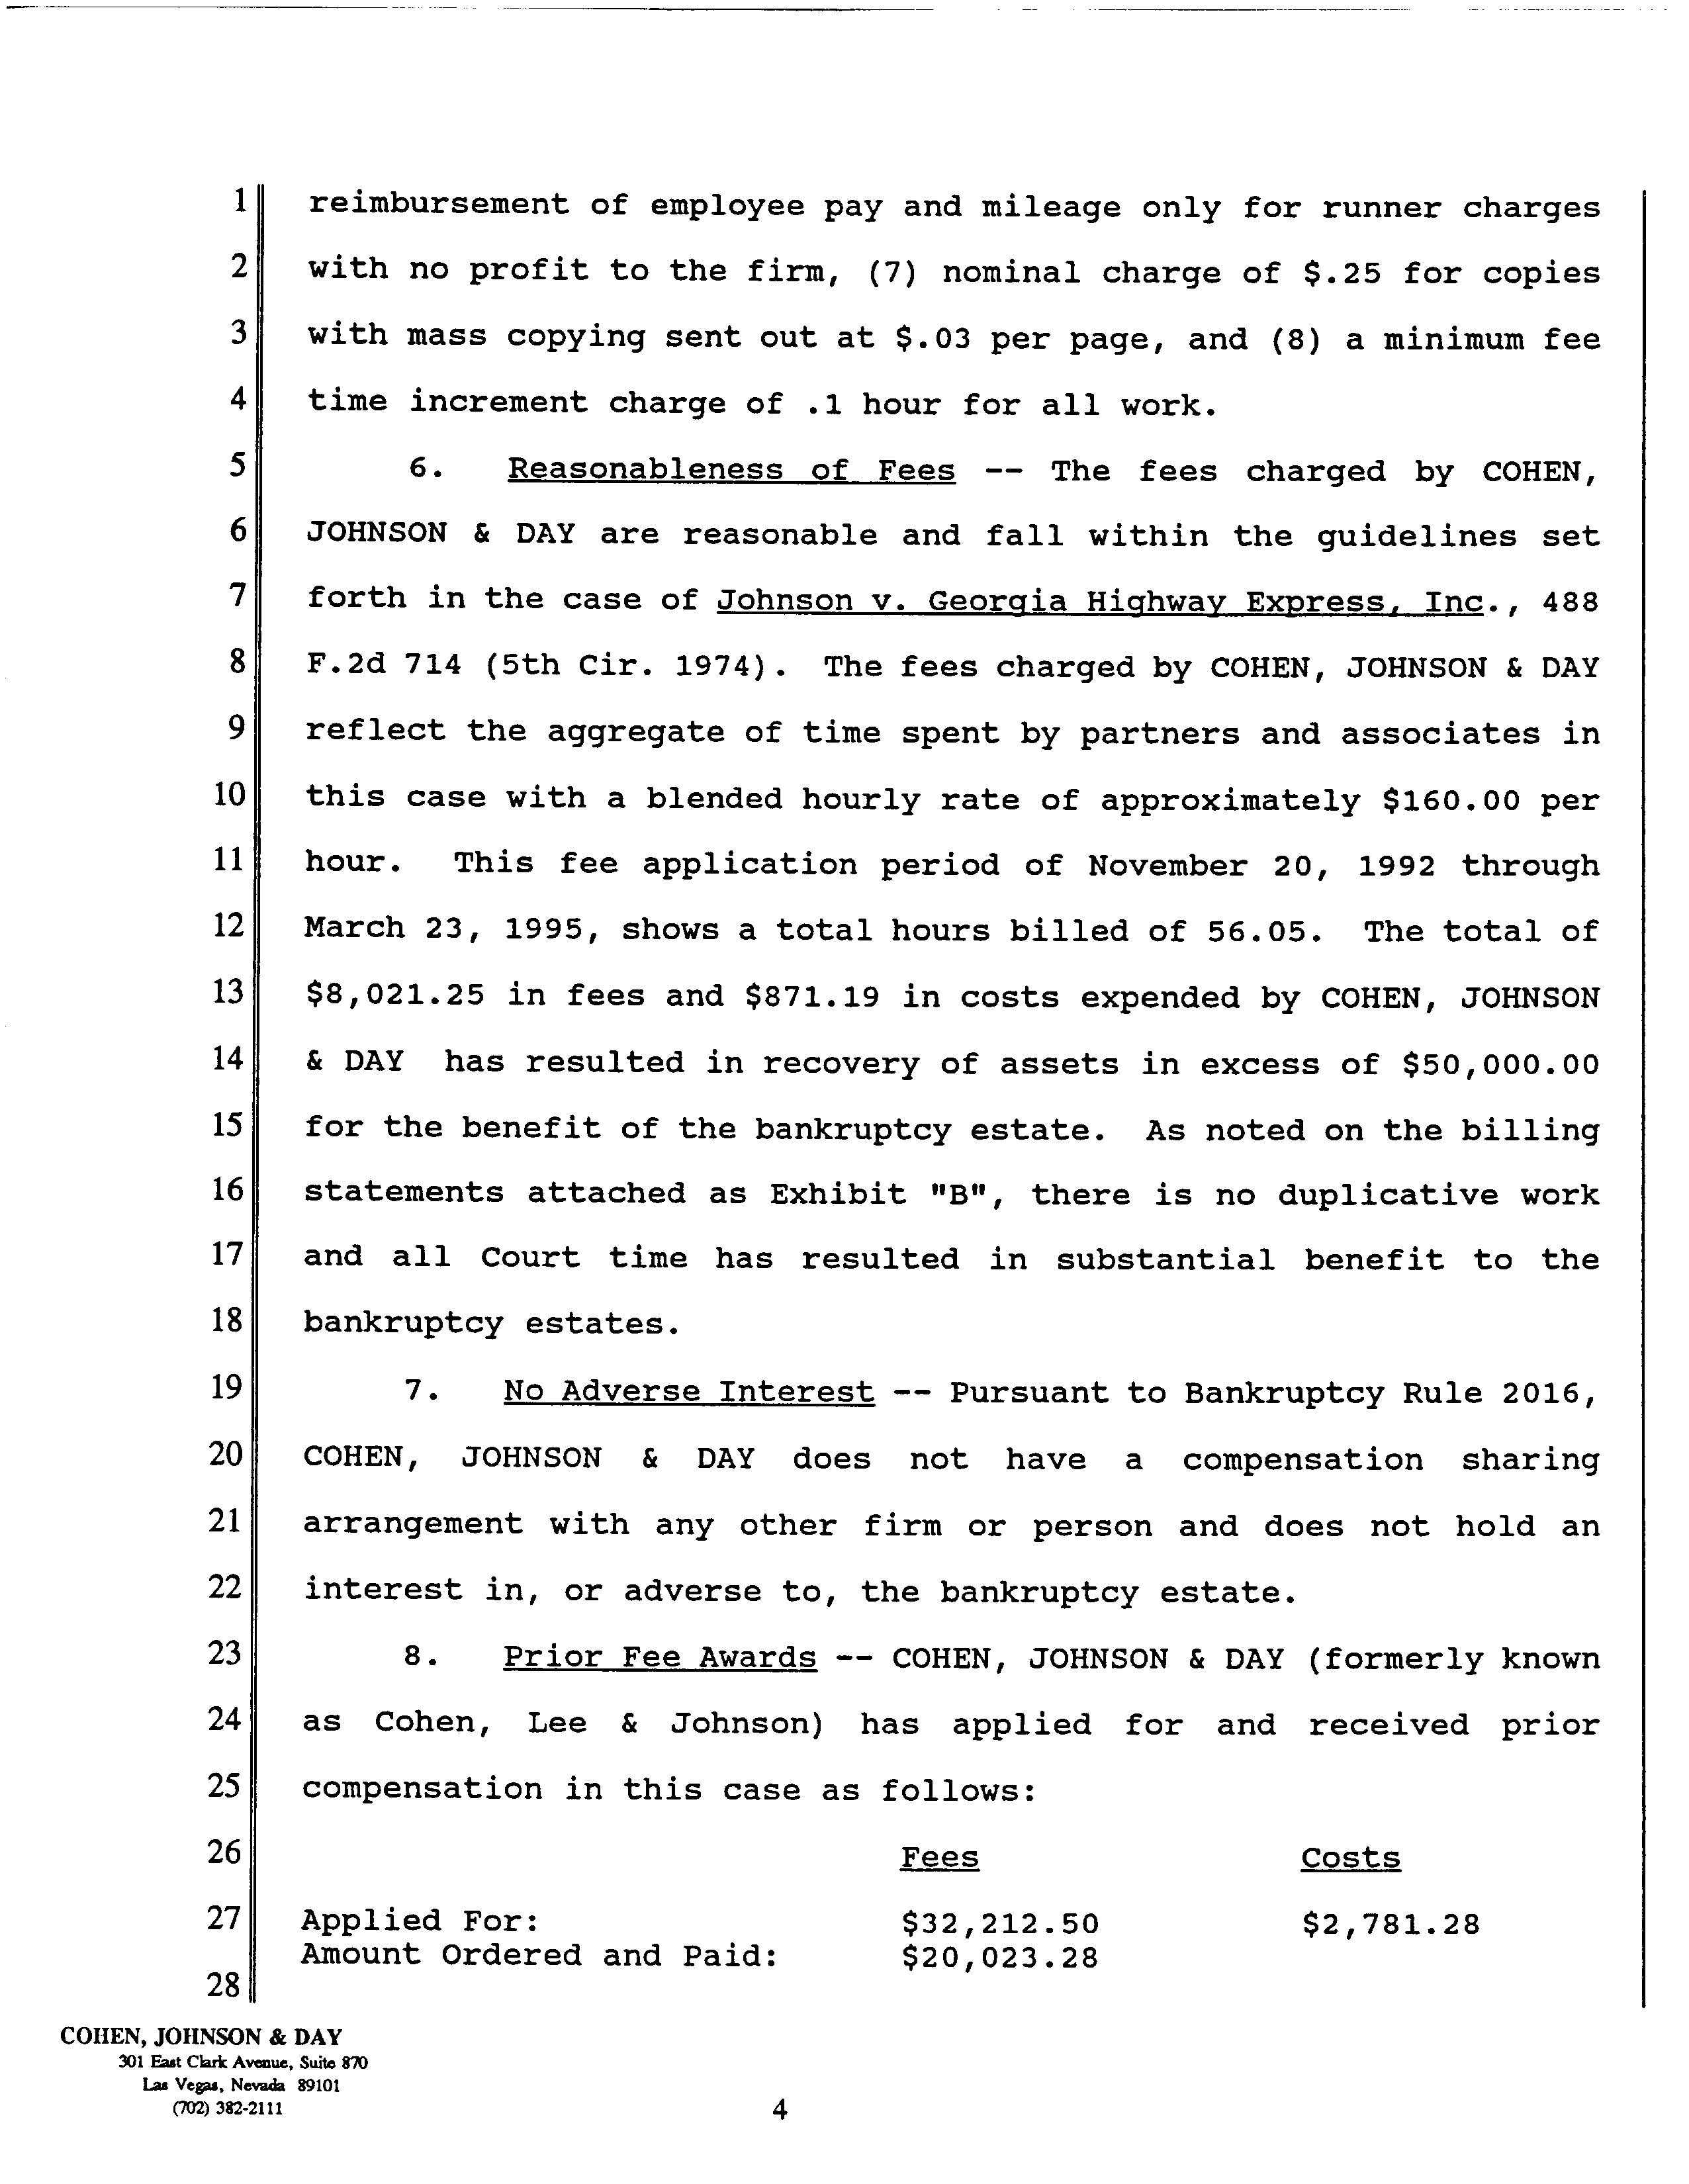 1 reimbursement of employee pay and mileage only for runner charges
2 with no profit to the firm, (7) nominal charge of $.25 for copies
3 with mass copying sent out at $.03 per page, and (8) a minimum fee
4 time increment charge of .1 hour for all work.
5 6. Reasonableness of Fees -- The fees charged by COHEN,
6 JOHNSON & DAY are reasonable and fall within the guidelines set
7 forth in the case of Johnson v. Georgia Highway Express, Inc., 488
8 F.2d 714 (5th Cir. 1974). The fees charged by COHEN, JOHNSON & DAY
9 reflect the aggregate of time spent by partners and associates in
10 this case with a blended hourly rate of approximately $160.00 per
11 hour. This fee application period of November 20, 1992 through
12 March 23, 1995, shows a total hours billed of 56.05. The total of
13 $8,021.25 in fees and $871.19 in costs expended by COHEN, JOHNSON
14 & DAY has resulted in recovery of assets in excess of $50,000.00
15 for the benefit of the bankruptcy estate. As noted on the billing
16 statements attached as Exhibit "B", there is no duplicative work
17 and all Court time has resulted in substantial benefit to the
18 bankruptcy estates.
19 7. No Adverse Interest -- Pursuant to Bankruptcy Rule 2016,
20 COHEN, JOHNSON & DAY does not have a compensation sharing
21 arrangement with any other firm or person and does not hold an
22 interest in, or adverse to, the bankruptcy estate.
23 8. Prior Fee Awards -- COHEN, JOHNSON & DAY (formerly known
24 as Cohen, Lee & Johnson) has applied for and received prior
25 compensation in this case as follows:
26 Fees Costs
27 Applied For: $32,212.50 $2,781.28
Amount Ordered and Paid: $20,023.28
28
COHEN, JOHNSON & DAY
301 East Clark Avenue, Suite 870
Las Vegas, Nevada 89101
(702) 382-2111
4